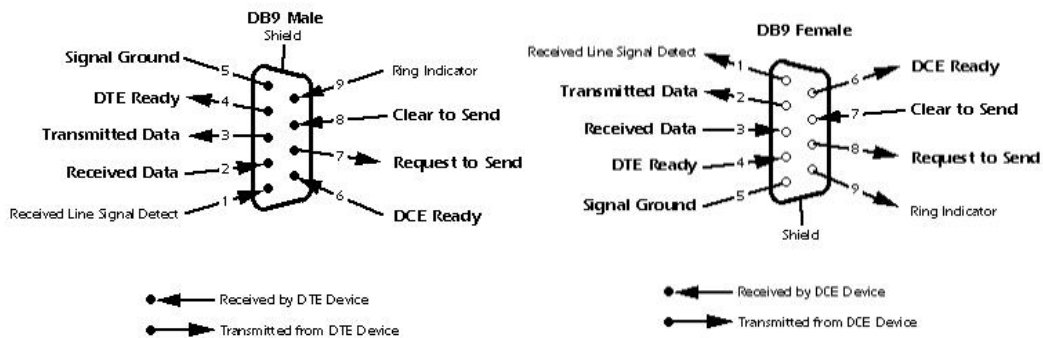 DB9 Male
Shield
Signal Ground
5
9
Ring Indicator
DTE Ready
4
8
Clear to Send
Transmitted Data
3
7
Request to Send
Received Data
2
6
DCE Ready
Received Line Signal Detect
1
Received by DTE Device
Transmitted from DTE Device
DB9 Female
Received Line Signal Detect
1
6
DCE Ready
Transmitted Data
2
7
Clear to Send
Received Data
3
8
Request to Send
DTE Ready
4
9
Ring Indicator
Signal Ground
5
Shield
Received by DCE Device
Transmitted from DCE Device